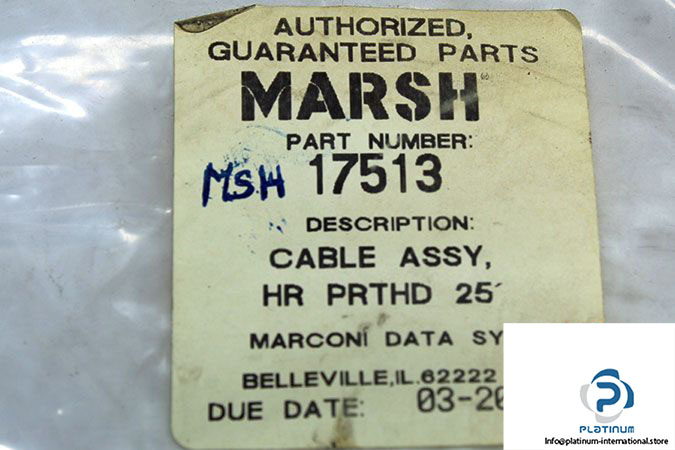 AUTHORIZED,
GUARANTEED PARTS
MARSH®
PART NUMBER:
MSH 17513
DESCRIPTION:
CABLE ASSY,
HR PRTHD 25'
MARCONI DATA SY
BELLEVILLE, IL. 62222
DUE DATE: 03-20
PLATINUM
Info@platinum-international.store